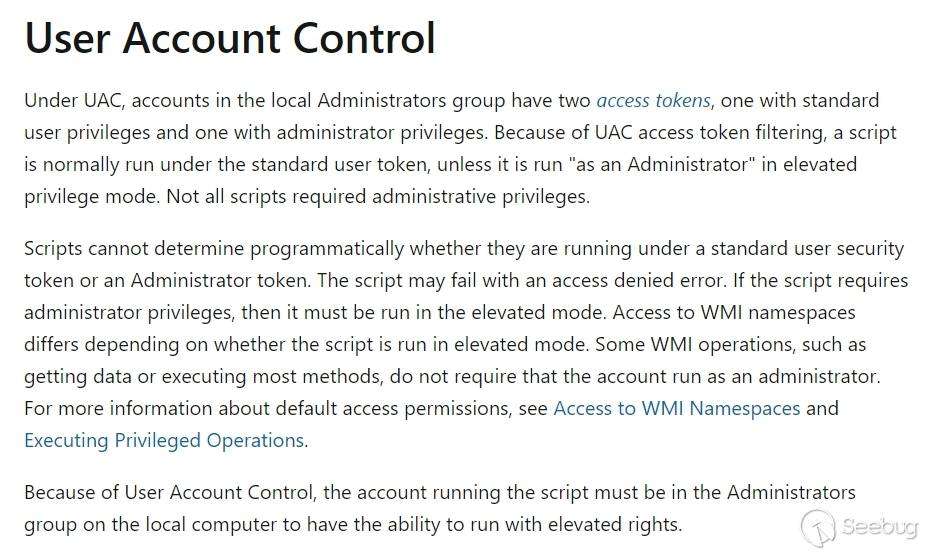 User Account Control
Under UAC, accounts in the local Administrators group have two access tokens, one with standard
user privileges and one with administrator privileges. Because of UAC access token filtering, a script
is normally run under the standard user token, unless it is run "as an Administrator" in elevated
privilege mode. Not all scripts required administrative privileges.
Scripts cannot determine programmatically whether they are running under a standard user security
token or an Administrator token. The script may fail with an access denied error. If the script requires
administrator privileges, then it must be run in the elevated mode. Access to WMI namespaces
differs depending on whether the script is run in elevated mode. Some WMI operations, such as
getting data or executing most methods, do not require that the account run as an administrator.
For more information about default access permissions, see Access to WMI Namespaces and
Executing Privileged Operations.
Because of User Account Control, the account running the script must be in the Administrators
group on the local computer to have the ability to run with elevated rights.
Seebug